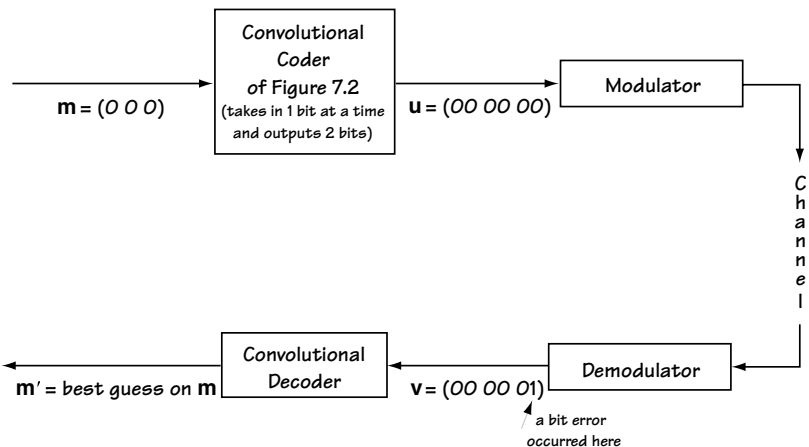 Convolutional
Coder
of Figure 7.2
(takes in 1 bit at a time
and outputs 2 bits)
m = (0 0 0)
u = (00 00 00)
Modulator
Channel
Convolutional
Decoder
Demodulator
m′ = best guess on m
v = (00 00 01)
a bit error
occurred here